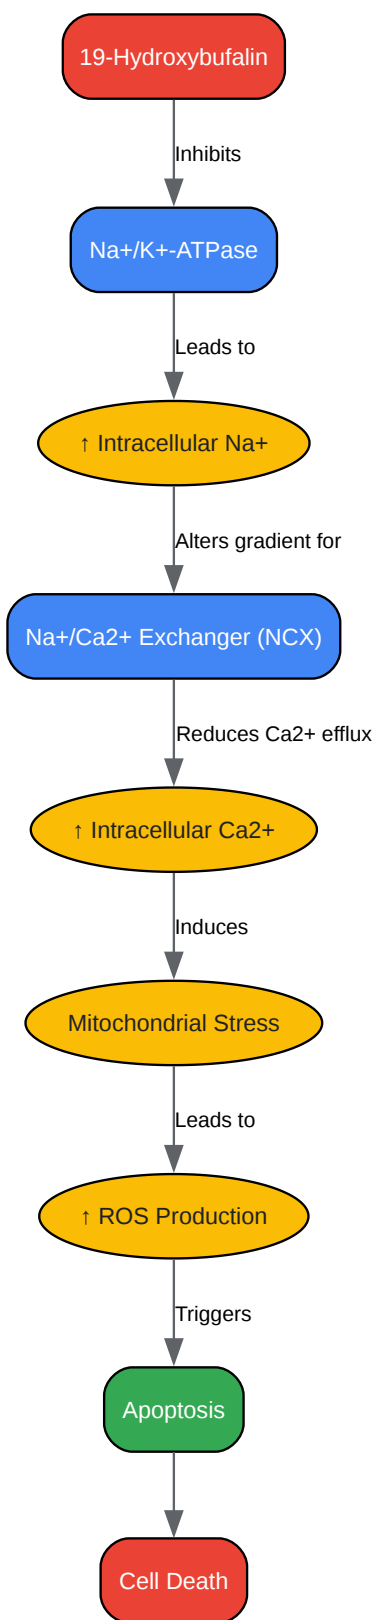 19-Hydroxybufalin
Inhibits
Na+/K+-ATPase
Leads to
↑ Intracellular Na+
Alters gradient for
Na+/Ca2+ Exchanger (NCX)
Reduces Ca2+ efflux
↑ Intracellular Ca2+
Induces
Mitochondrial Stress
Leads to
↑ ROS Production
Triggers
Apoptosis
Cell Death